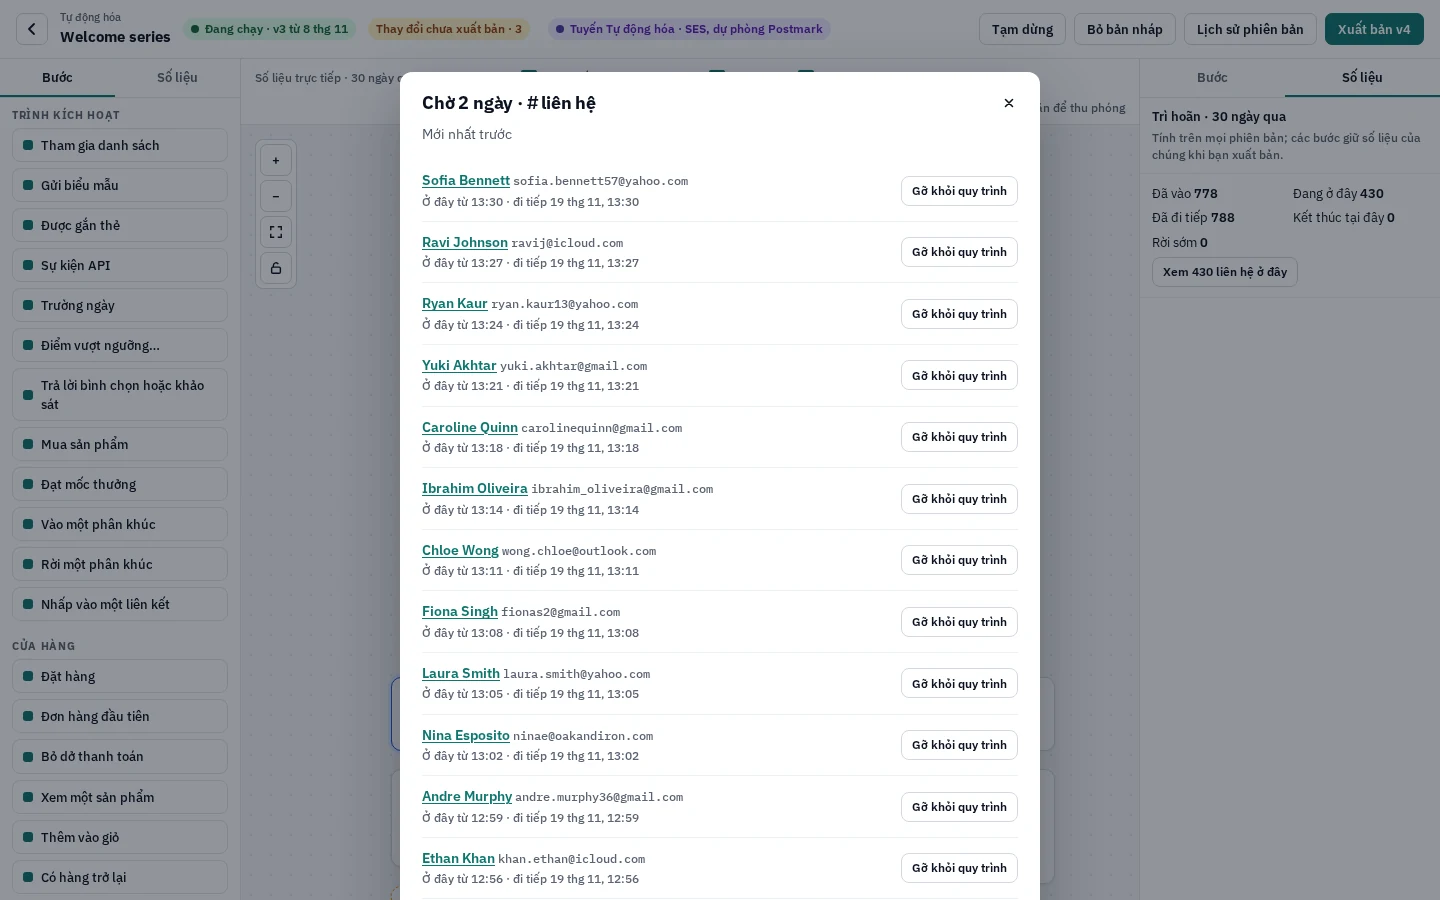 Tự động hóa
Welcome series
Đang chạy · v3 từ 8 thg 11
Thay đổi chưa xuất bản · 3
Tuyến Tự động hóa · SES, dự phòng Postmark
Tạm dừng
Bỏ bản nháp
Lịch sử phiên bản
Xuất bản v4
Bước
Số liệu
TRÌNH KÍCH HOẠT
Tham gia danh sách
Gửi biểu mẫu
Được gắn thẻ
Sự kiện API
Trường ngày
Điểm vượt ngưỡng…
Trả lời bình chọn hoặc khảo
sát
Mua sản phẩm
Đạt mốc thưởng
Vào một phân khúc
Rời một phân khúc
Nhấp vào một liên kết
CỬA HÀNG
Đặt hàng
Đơn hàng đầu tiên
Bỏ dở thanh toán
Xem một sản phẩm
Thêm vào giỏ
Có hàng trở lại
Số liệu trực tiếp · 30 ngày
để thu phóng
+
−
Chờ 2 ngày · # liên hệ
Mới nhất trước
Sofia Bennett sofia.bennett57@yahoo.com
Ở đây từ 13:30 · đi tiếp 19 thg 11, 13:30
Gỡ khỏi quy trình
Ravi Johnson ravij@icloud.com
Ở đây từ 13:27 · đi tiếp 19 thg 11, 13:27
Gỡ khỏi quy trình
Ryan Kaur ryan.kaur13@yahoo.com
Ở đây từ 13:24 · đi tiếp 19 thg 11, 13:24
Gỡ khỏi quy trình
Yuki Akhtar yuki.akhtar@gmail.com
Ở đây từ 13:21 · đi tiếp 19 thg 11, 13:21
Gỡ khỏi quy trình
Caroline Quinn carolinequinn@gmail.com
Ở đây từ 13:18 · đi tiếp 19 thg 11, 13:18
Gỡ khỏi quy trình
Ibrahim Oliveira ibrahim_oliveira@gmail.com
Ở đây từ 13:14 · đi tiếp 19 thg 11, 13:14
Gỡ khỏi quy trình
Chloe Wong wong.chloe@outlook.com
Ở đây từ 13:11 · đi tiếp 19 thg 11, 13:11
Gỡ khỏi quy trình
Fiona Singh fionas2@gmail.com
Ở đây từ 13:08 · đi tiếp 19 thg 11, 13:08
Gỡ khỏi quy trình
Laura Smith laura.smith@yahoo.com
Ở đây từ 13:05 · đi tiếp 19 thg 11, 13:05
Gỡ khỏi quy trình
Nina Esposito ninae@oakandiron.com
Ở đây từ 13:02 · đi tiếp 19 thg 11, 13:02
Gỡ khỏi quy trình
Andre Murphy andre.murphy36@gmail.com
Ở đây từ 12:59 · đi tiếp 19 thg 11, 12:59
Gỡ khỏi quy trình
Ethan Khan khan.ethan@icloud.com
Ở đây từ 12:56 · đi tiếp 19 thg 11, 12:56
Gỡ khỏi quy trình
Bước
Số liệu
Trì hoãn · 30 ngày qua
Tính trên mọi phiên bản; các bước giữ số liệu của
chúng khi bạn xuất bản.
Đã vào 778
Đang ở đây 430
Đã đi tiếp 788
Kết thúc tại đây 0
Rời sớm 0
Xem 430 liên hệ ở đây